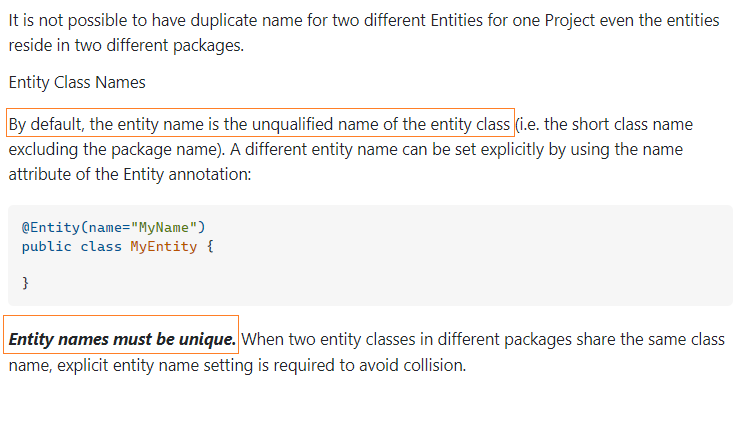 It is not possible to have duplicate name for two different Entities for one Project even the entities
reside in two different packages.
Entity Class Names
By default, the entity name is the unqualified name of the entity class (i.e. the short class name
excluding the package name). A different entity name can be set explicitly by using the name
attribute of the Entity annotation:
@Entity(name="MyName")
public class MyEntity {
}
Entity names must be unique. When two entity classes in different packages share the same class
name, explicit entity name setting is required to avoid collision.